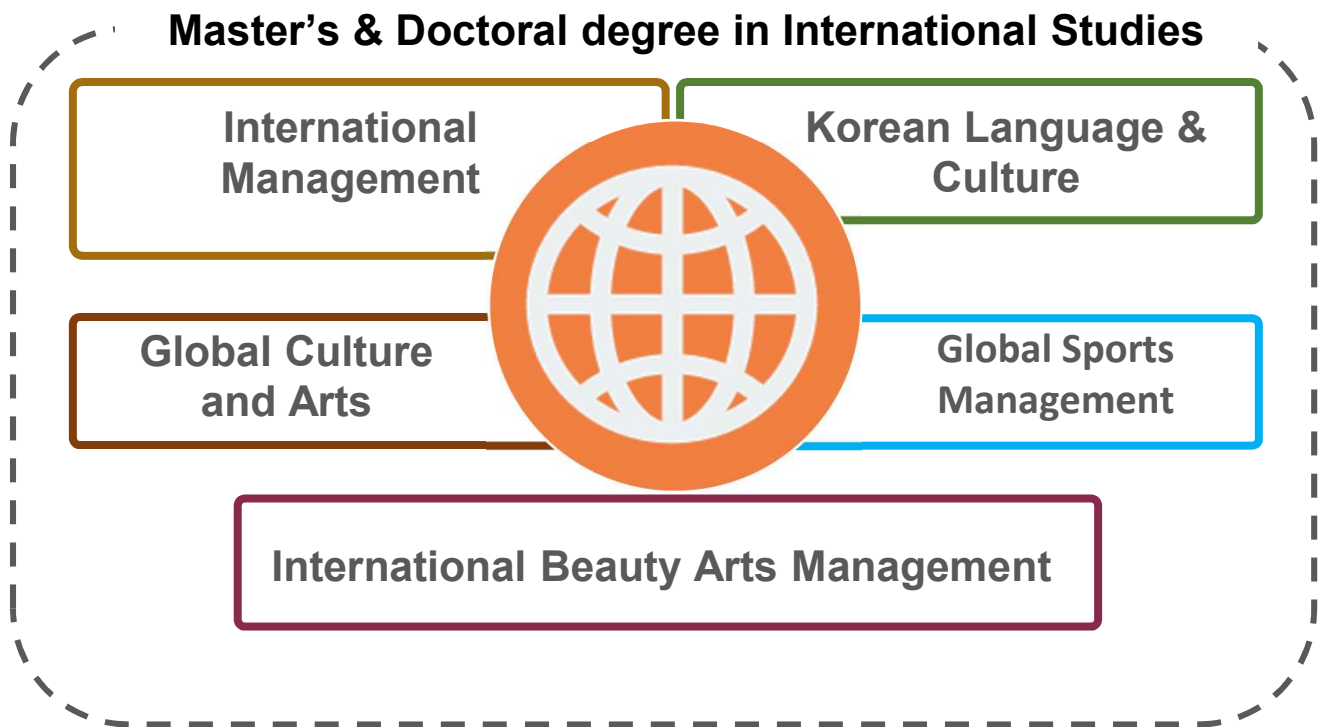 Master’s & Doctoral degree in International Studies
International
Management
Korean Language &
Culture
Global Culture
and Arts
Global Sports
Management
International Beauty Arts Management